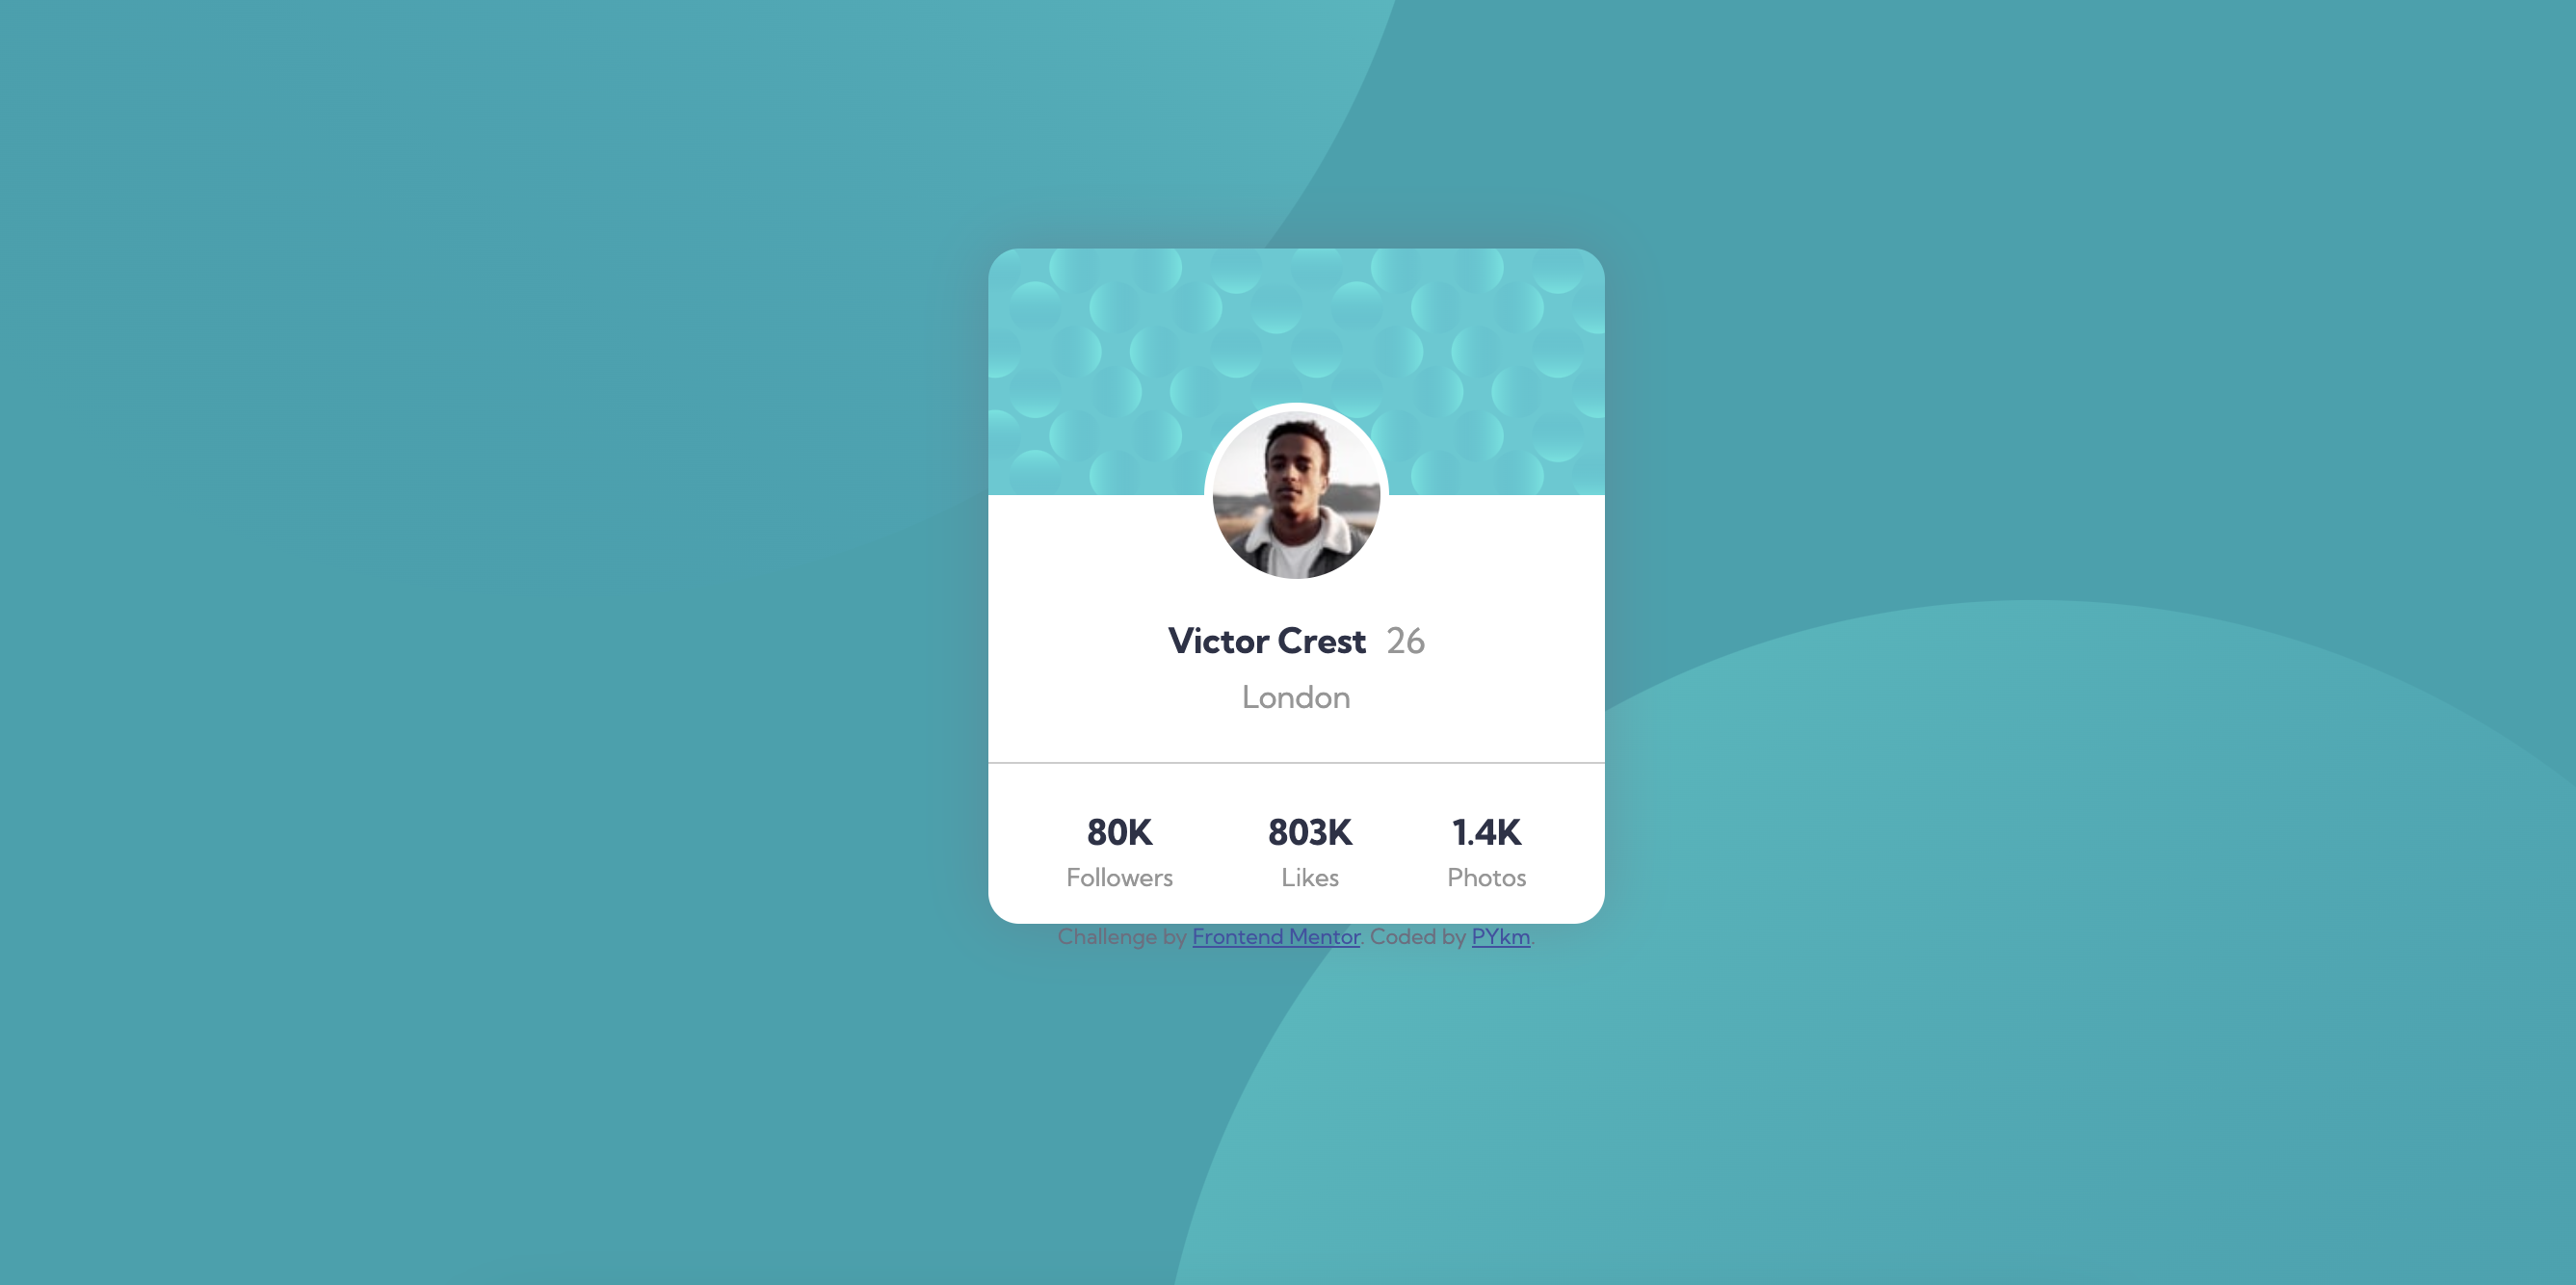 Victor Crest 26
London
80K 803K 1.4K
Followers Likes Photos
Challenge by Frontend Mentor. Coded by PYkm.